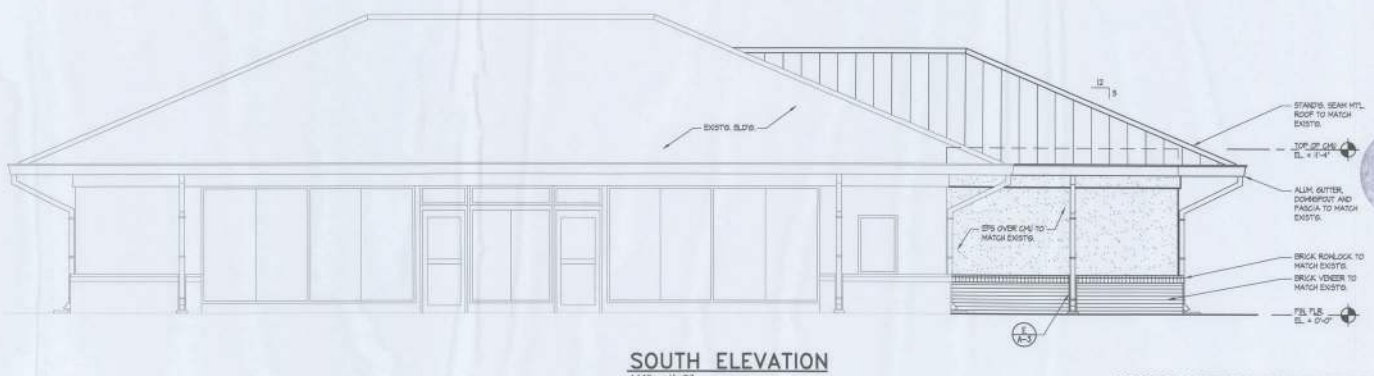 12
5
STAND'G. SEAM MTL.
ROOF TO MATCH
EXIST'G.
EXIST'G. BLD'G.
TOP OF CMU
EL. = 11'-4"
ALUM. GUTTER,
DOWNSPOUT AND
FASCIA TO MATCH
EXIST'G.
EIFS OVER CMU TO
MATCH EXIST'G.
BRICK ROWLOCK TO
MATCH EXIST'G.
BRICK VENEER TO
MATCH EXIST'G.
FIN. FLR.
EL. = 0'-0"
E
A-3
SOUTH ELEVATION